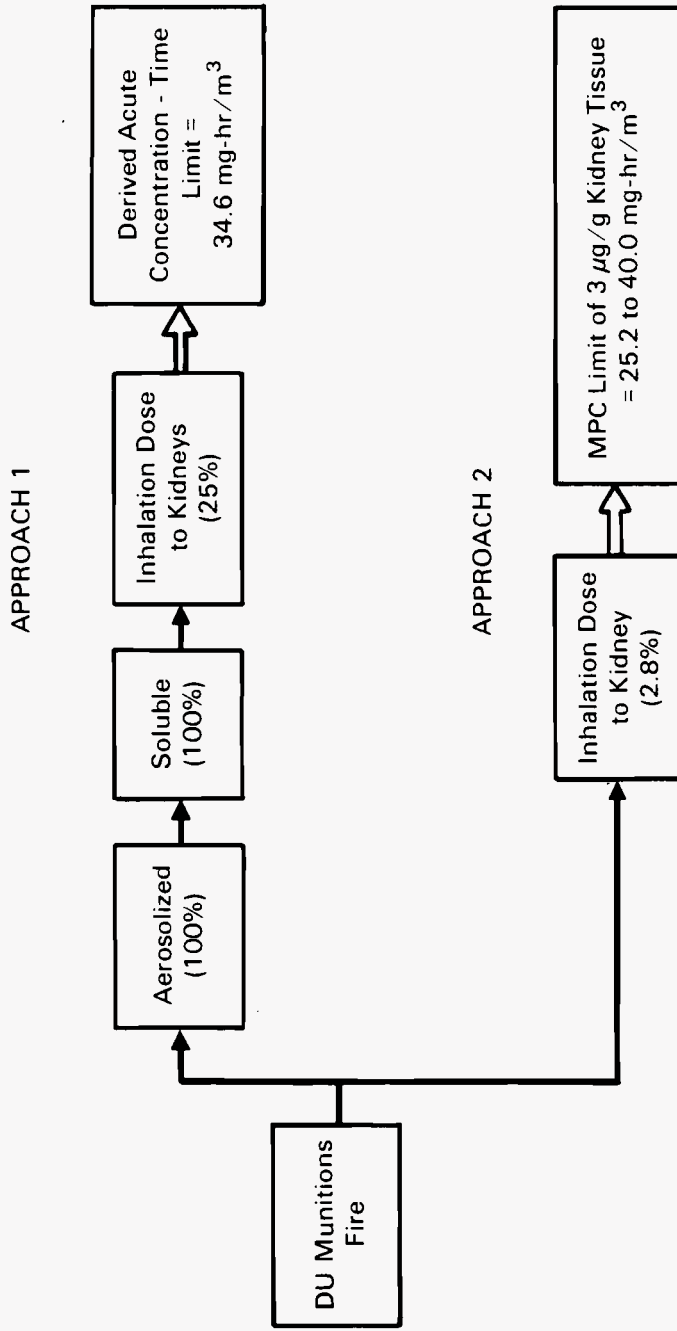 APPROACH 1
DU Munitions
Fire
Aerosolized
(100%)
Soluble
(100%)
Inhalation Dose
to Kidneys
(25%)
Derived Acute
Concentration - Time
Limit =
34.6 mg-hr/m³
APPROACH 2
Inhalation Dose
to Kidney
(2.8%)
MPC Limit of 3 µg/g Kidney Tissue
= 25.2 to 40.0 mg-hr/m³